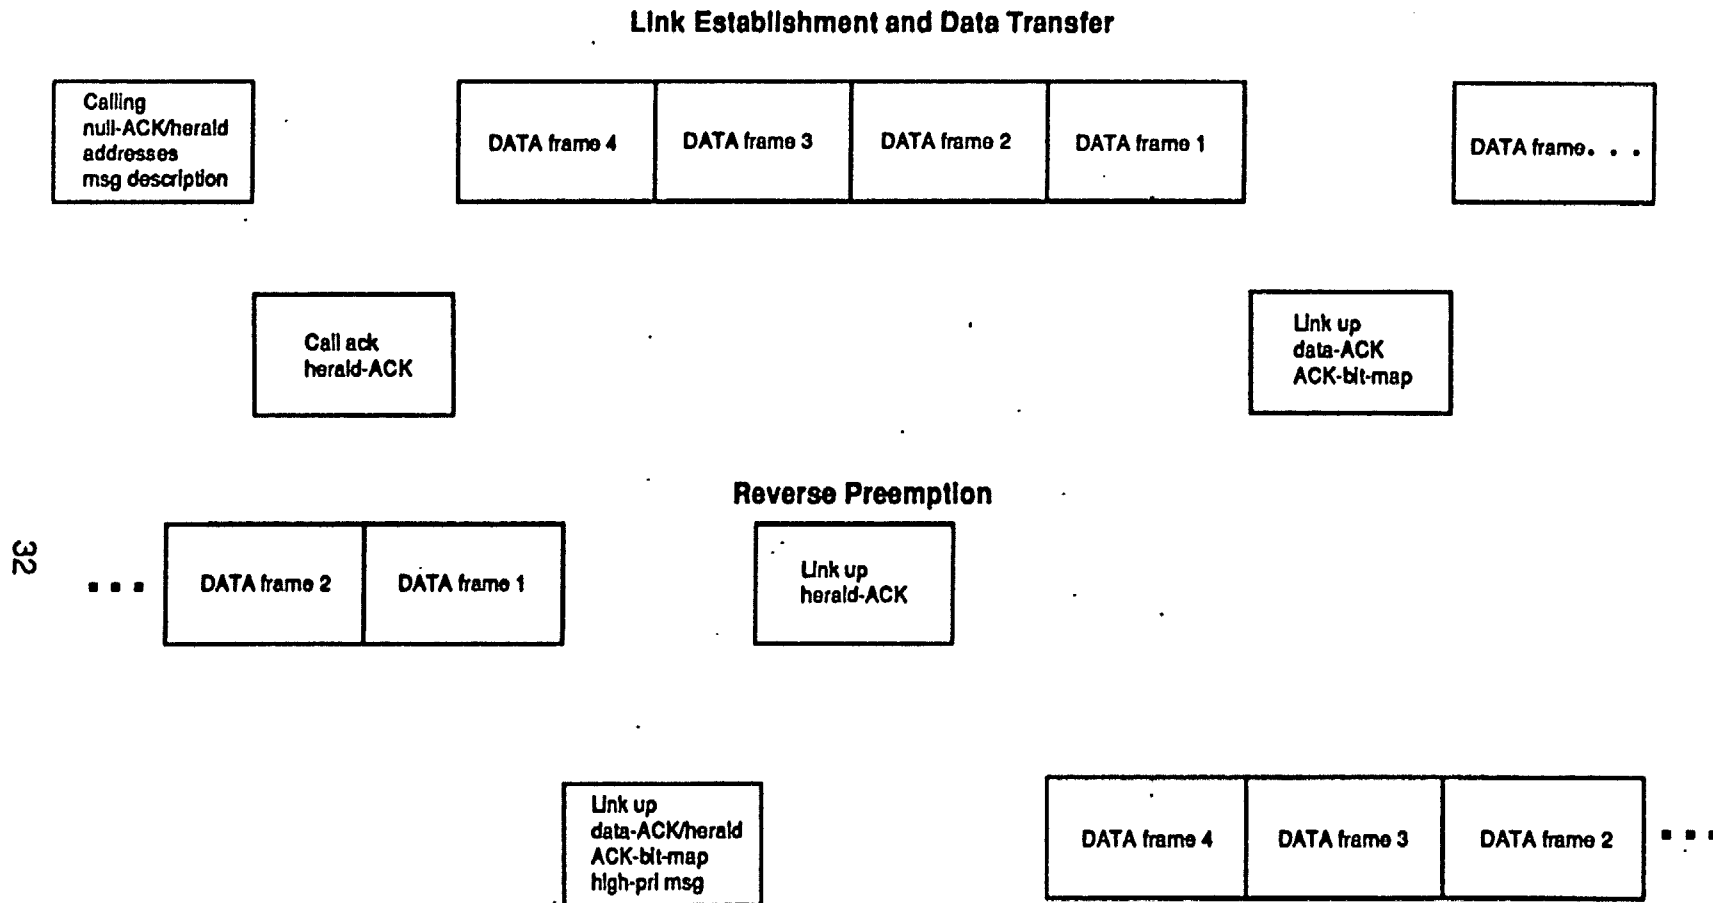 Link Establishment and Data Transfer
Calling
null-ACK/herald
addresses
msg description
DATA frame 4
DATA frame 3
DATA frame 2
DATA frame 1
DATA frame. . .
Call ack
herald-ACK
Link up
data-ACK
ACK-bit-map
Reverse Preemption
32
...
DATA frame 2
DATA frame 1
Link up
herald-ACK
Link up
data-ACK/herald
ACK-bit-map
high-pri msg
DATA frame 4
DATA frame 3
DATA frame 2
...